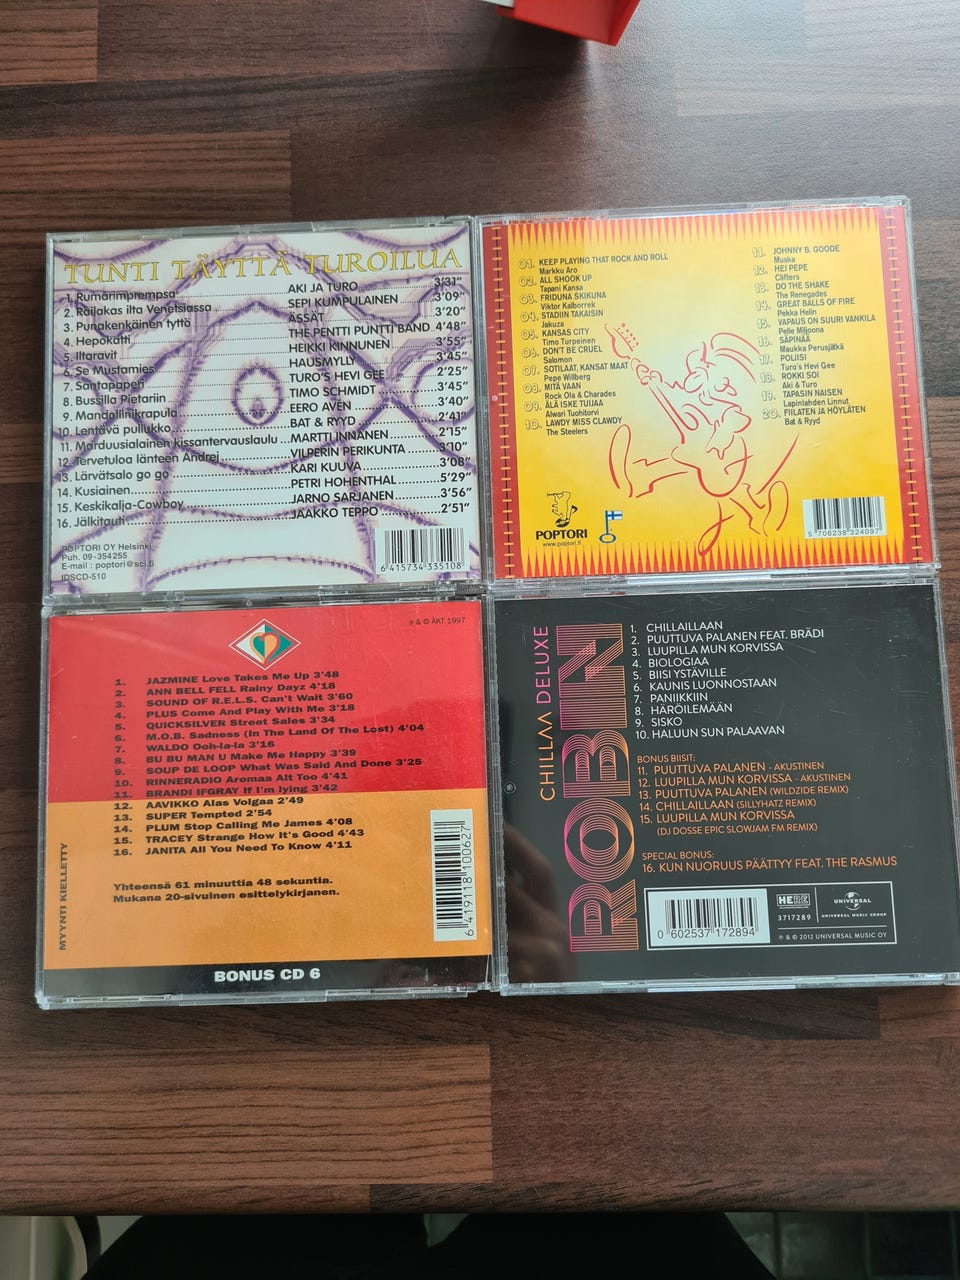 TUNTI TÄYTTÄ TUROILUA
1. Rumanimprempsa AKI JA TURO 3'31"
2. Railakas ilta Venetsiassa SEPI KUMPULAINEN 3'09"
3. Punakenkäinen tyttö ÄSSÄT 3'20"
4. Hepokatti THE PENTTI PUNTTI BAND 4'48"
5. Iltaravit HEIKKI KINNUNEN 3'55"
6. Se Mustamies HAUSMYLLY 3'45"
7. Santapaperi TURO'S HEVI GEE 2'25"
8. Bussilla Pietariin TIMO SCHMIDT 3'45"
9. Mandoliinikrapula EERO AVÉN 3'40"
10. Lentävä pullukko BAT & RYYD 2'41"
11. Marduusialainen kissantervauslaulu MARTTI INNANEN 2'15"
12. Tervetuloa länteen Andrej VILPERIN PERIKUNTA 3'10"
13. Lärvätsalo go go KARI KUUVA 3'08"
14. Kusiainen PETRI HOHENTHAL 5'29"
15. Keskikalja-Cowboy JARNO SARJANEN 3'56"
16. Jälkitauti JAAKKO TEPPO 2'51"
POPTORI OY Helsinki
Puh. 09-354255
E-mail : poptori@sci.fi
IDSCD-510
6 415734 335108
01. KEEP PLAYING THAT ROCK AND ROLL
Markku Aro
02. ALL SHOOK UP
Tapani Kansa
03. FRIDUNA SKIKUNA
Viktor Kalborrek
04. STADIIN TAKAISIN
Jakuza
05. KANSAS CITY
Timo Turpeinen
06. DON'T BE CRUEL
Salomon
07. SOTILAAT, KANSAT MAAT
Pepe Willberg
08. MITÄ VAAN
Rock Ola & Charades
09. ÄLÄ ISKE TUIJAA
Alwari Tuohitorvi
10. LAWDY MISS CLAWDY
The Steelers
11. JOHNNY B. GOODE
Muska
12. HEI PEPE
Clifters
13. DO THE SHAKE
The Renegades
14. GREAT BALLS OF FIRE
Pekka Helin
15. VAPAUS ON SUURI VANKILA
Pelle Miljoona
16. SÄPINÄÄ
Maukka Perusjätkä
17. POLIISI
Turo's Hevi Gee
18. ROKKI SOI
Aki & Turo
19. TAPASIN NAISEN
Lapinlahden Linnut
20. FIILATEN JA HÖYLÄTEN
Bat & Ryyd
POPTORI
www.poptori.fi
5 706238 324097
℗ & © ÄKT 1997
1. JAZMINE Love Takes Me Up 3'48
2. ANN BELL FELL Rainy Dayz 4'18
3. SOUND OF R.E.L.S. Can't Wait 3'60
4. PLUS Come and Play With Me 3'18
5. QUICKSILVER Street Sales 3'34
6. M.O.B. Sadness (In The Land Of The Lost) 4'04
7. WALDO Ooh-la-la 3'16
8. BU BU MAN U Make Me Happy 3'39
9. SOUP DE LOOP What Was Said And Done 3'25
10. RINNERADIO Aromaa Alt Too 4'41
11. BRANDI IFGRAY If I'm lying 3'42
12. AAVIKKO Alas Volgaa 2'49
13. SUPER Tempted 2'54
14. PLUM Stop Calling Me James 4'08
15. TRACEY Strange How It's Good 4'43
16. JANITA All You Need To Know 4'11
Yhteensä 61 minuuttia 48 sekuntia.
Mukana 20-sivuinen esittelykirjanen.
MYYNTI KIELLETTY
6 419118 100627
BONUS CD 6
CHILLAA DELUXE
ROBIN
1. CHILLAILLAAN
2. PUUTTUVA PALANEN FEAT. BRÄDI
3. LUUPILLA MUN KORVISSA
4. BIOLOGIAA
5. BIISI YSTÄVILLE
6. KAUNIS LUONNOSTAAN
7. PANIIKKIIN
8. HÄRÖILEMÄÄN
9. SISKO
10. HALUUN SUN PALAAVAN
BONUS BIISIT:
11. PUUTTUVA PALANEN - AKUSTINEN
12. LUUPILLA MUN KORVISSA - AKUSTINEN
13. PUUTTUVA PALANEN (WILDZIDE REMIX)
14. CHILLAILLAAN (SILLYHATZ REMIX)
15. LUUPILLA MUN KORVISSA
(DJ DOSSE EPIC SLOWJAM FM REMIX)
SPECIAL BONUS:
16. KUN NUORUUS PÄÄTTYY FEAT. THE RASMUS
0 602537 172894
HERE
3717289
UNIVERSAL
UNIVERSAL MUSIC GROUP
℗ & © 2012 UNIVERSAL MUSIC OY